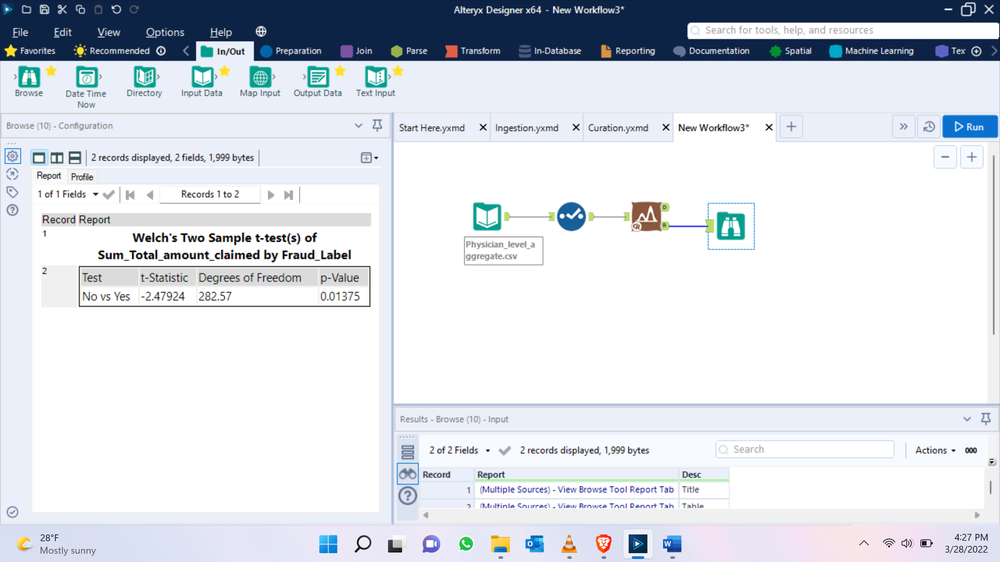 Alteryx Designer x64 - New Workflow3*
File Edit View Options Help
Search for tools, help, and resources
Favorites Recommended In/Out Preparation Join Parse Transform In-Database Reporting Documentation Spatial Machine Learning Tex
Browse
Date Time
Now
Directory
Input Data
Map Input
Output Data
Text Input
Browse (10) - Configuration
Start Here.yxmd
Ingestion.yxmd
Curation.yxmd
New Workflow3*
Run
2 records displayed, 2 fields, 1,999 bytes
Report Profile
1 of 1 Fields Records 1 to 2
Record Report
1
Welch's Two Sample t-test(s) of
Sum_Total_amount_claimed by Fraud_Label
2
Test t-Statistic Degrees of Freedom p-Value
No vs Yes -2.47924 282.57 0.01375
D
R
Physician_level_a
ggregate.csv
Results - Browse (10) - Input
2 of 2 Fields 2 records displayed, 1,999 bytes Search Actions 000
Record Report Desc
1 (Multiple Sources) - View Browse Tool Report Tab Title
2 (Multiple Sources) - View Browse Tool Report Tab Table
28°F
Mostly sunny
4:27 PM
3/28/2022